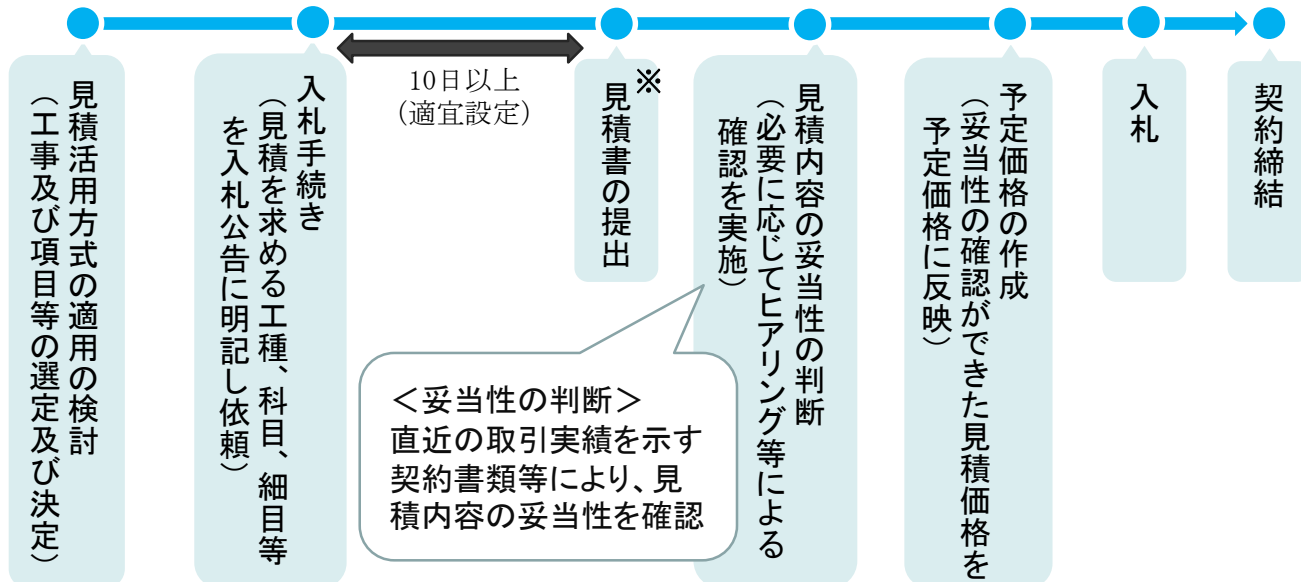 見積活用方式の適用の検討
（工事及び項目等の選定及び決定）
入札手続き
（見積を求める工種、科目、細目等
を入札公告に明記し依頼）
10日以上
（適宜設定）
※
見積書の提出
見積内容の妥当性の判断
（必要に応じてヒアリング等による
確認を実施）
＜妥当性の判断＞
直近の取引実績を示す
契約書類等により、見
積内容の妥当性を確認
予定価格の作成
（妥当性の確認ができた見積価格を
予定価格に反映）
入札
契約締結